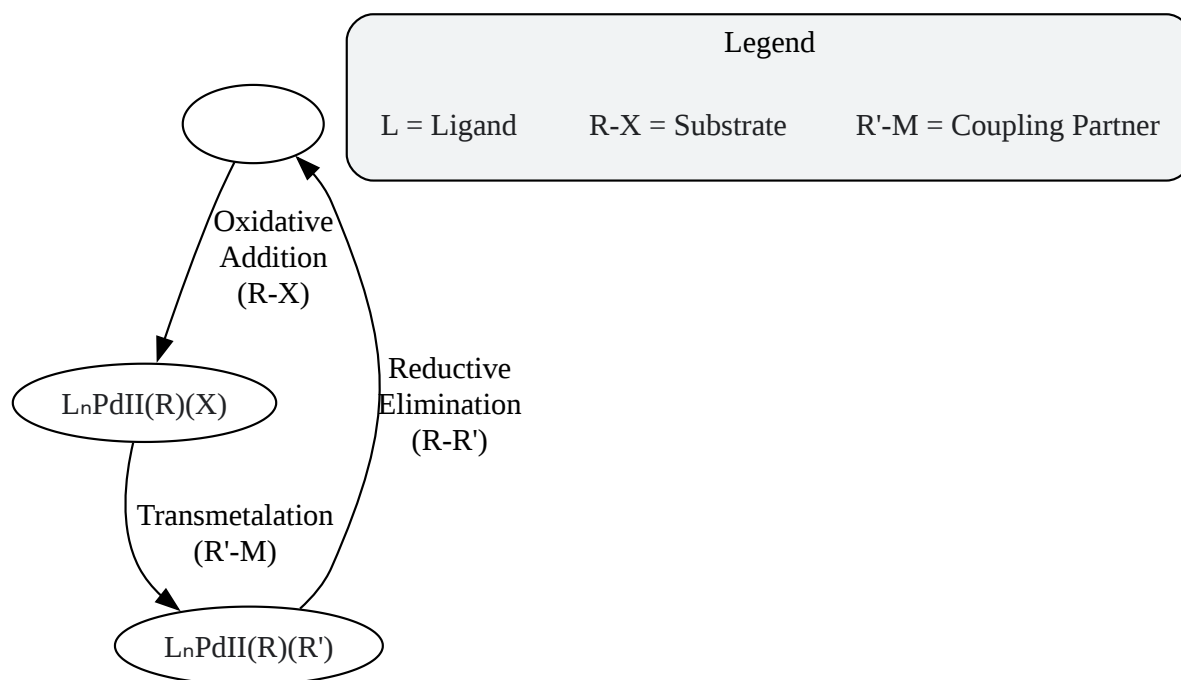 Legend
L = Ligand R-X = Substrate R'-M = Coupling Partner
Oxidative
Addition
(R-X)
LₙPdII(R)(X)
Reductive
Elimination
(R-R')
Transmetalation
(R'-M)
LₙPdII(R)(R')